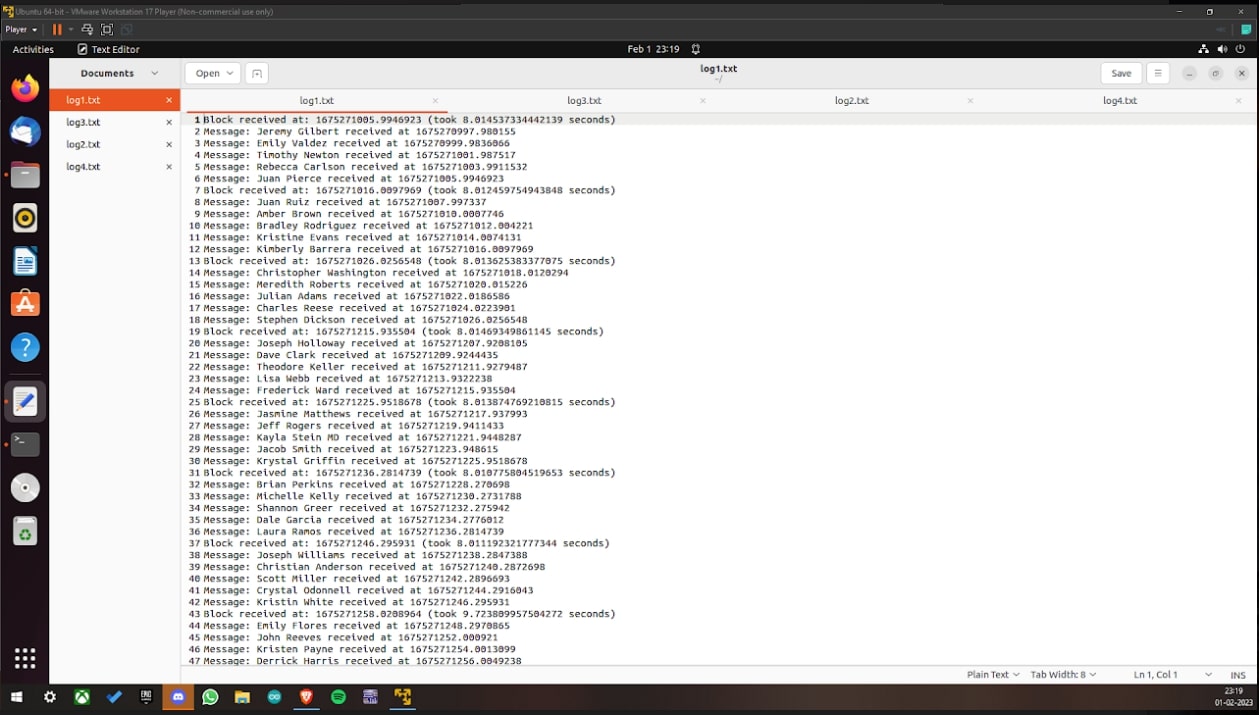 Ubuntu 64-bit - VMware Workstation 17 Player (Non-commercial use only)
Player
Activities Text Editor Feb 1 23:19
Documents Open log1.txt ~/ Save
log1.txt log1.txt log3.txt log2.txt log4.txt
log3.txt
log2.txt
log4.txt
1 Block received at: 1675271005.9946923 (took 8.014537334442139 seconds)
2 Message: Jeremy Gilbert received at 1675270997.980155
3 Message: Emily Valdez received at 1675270999.9836066
4 Message: Timothy Newton received at 1675271001.987517
5 Message: Rebecca Carlson received at 1675271003.9911532
6 Message: Juan Pierce received at 1675271005.9946923
7 Block received at: 1675271016.0097969 (took 8.012459754943848 seconds)
8 Message: Juan Ruiz received at 1675271007.997337
9 Message: Amber Brown received at 1675271010.0007746
10 Message: Bradley Rodriguez received at 1675271012.004221
11 Message: Kristine Evans received at 1675271014.0074131
12 Message: Kimberly Barrera received at 1675271016.0097969
13 Block received at: 1675271026.0256548 (took 8.013625383377075 seconds)
14 Message: Christopher Washington received at 1675271018.0120294
15 Message: Meredith Roberts received at 1675271020.015226
16 Message: Julian Adams received at 1675271022.0186586
17 Message: Charles Reese received at 1675271024.0223901
18 Message: Stephen Dickson received at 1675271026.0256548
19 Block received at: 1675271215.935504 (took 8.01469349861145 seconds)
20 Message: Joseph Holloway received at 1675271207.9208105
21 Message: Dave Clark received at 1675271209.9244435
22 Message: Theodore Keller received at 1675271211.9279487
23 Message: Lisa Webb received at 1675271213.9322238
24 Message: Frederick Ward received at 1675271215.935504
25 Block received at: 1675271225.9518678 (took 8.013874769210815 seconds)
26 Message: Jasmine Matthews received at 1675271217.937993
27 Message: Jeff Rogers received at 1675271219.9411433
28 Message: Kayla Stein MD received at 1675271221.9448287
29 Message: Jacob Smith received at 1675271223.948615
30 Message: Krystal Griffin received at 1675271225.9518678
31 Block received at: 1675271236.2814739 (took 8.010775804519653 seconds)
32 Message: Brian Perkins received at 1675271228.270698
33 Message: Michelle Kelly received at 1675271230.2731788
34 Message: Shannon Greer received at 1675271232.275942
35 Message: Dale Garcia received at 1675271234.2776012
36 Message: Laura Ramos received at 1675271236.2814739
37 Block received at: 1675271246.295931 (took 8.011192321777344 seconds)
38 Message: Joseph Williams received at 1675271238.2847388
39 Message: Christian Anderson received at 1675271240.2872698
40 Message: Scott Miller received at 1675271242.2896693
41 Message: Crystal Odonnell received at 1675271244.2916043
42 Message: Kristin White received at 1675271246.295931
43 Block received at: 1675271258.0208964 (took 9.723809957504272 seconds)
44 Message: Emily Flores received at 1675271248.2970865
45 Message: John Reeves received at 1675271252.000921
46 Message: Kristen Payne received at 1675271254.0013099
47 Message: Derrick Harris received at 1675271256.0049238
Plain Text Tab Width: 8 Ln 1, Col 1 INS
23:19
01-02-2023